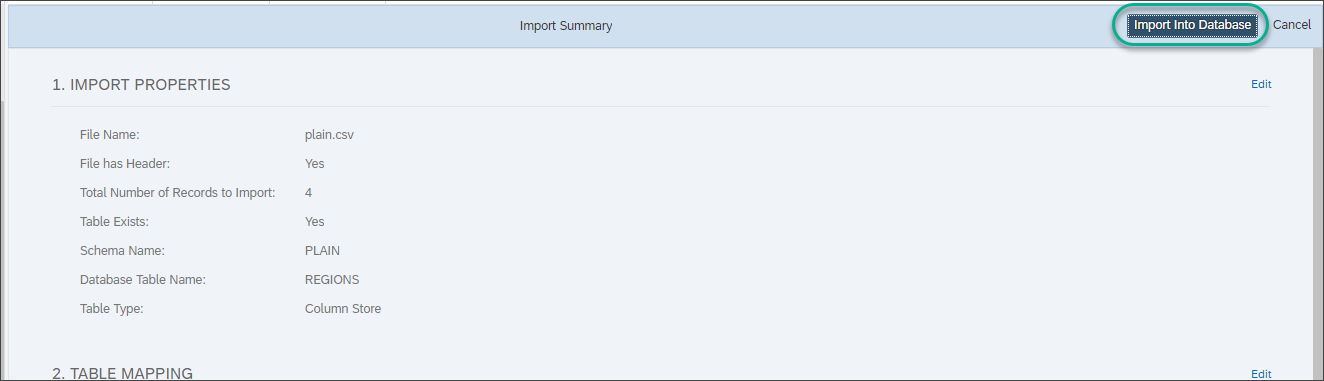 Import Summary
Import Into Database
Cancel
1. IMPORT PROPERTIES
Edit
File Name: plain.csv
File has Header: Yes
Total Number of Records to Import: 4
Table Exists: Yes
Schema Name: PLAIN
Database Table Name: REGIONS
Table Type: Column Store
2. TABLE MAPPING
Edit